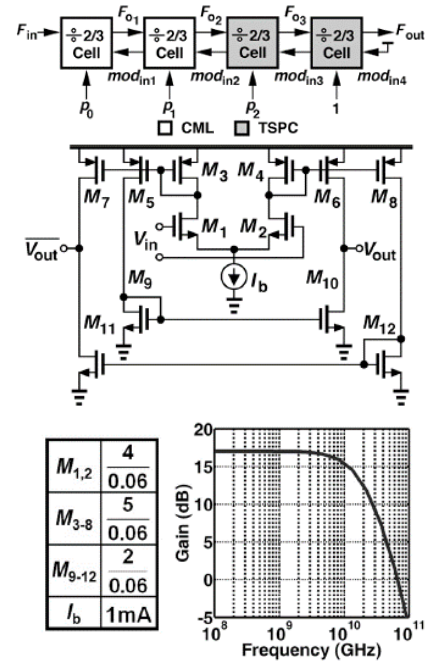 F_in ÷ 2/3 Cell F_o1 ÷ 2/3 Cell F_o2 ÷ 2/3 Cell F_o3 ÷ 2/3 Cell F_out
mod_in1 mod_in2 mod_in3 mod_in4
p_0 p_1 p_2 1
CML TSPC
M_7 M_5 M_3 M_4 M_6 M_8
V_in M_1 M_2
V̅_out̅ I_b V_out
M_9 M_10
M_11 M_12
M_1,2 4/0.06
M_3-8 5/0.06
M_9-12 2/0.06
I_b 1mA
Gain (dB)
20
15
10
5
0
-5
10^8 10^9 10^10 10^11
Frequency (GHz)